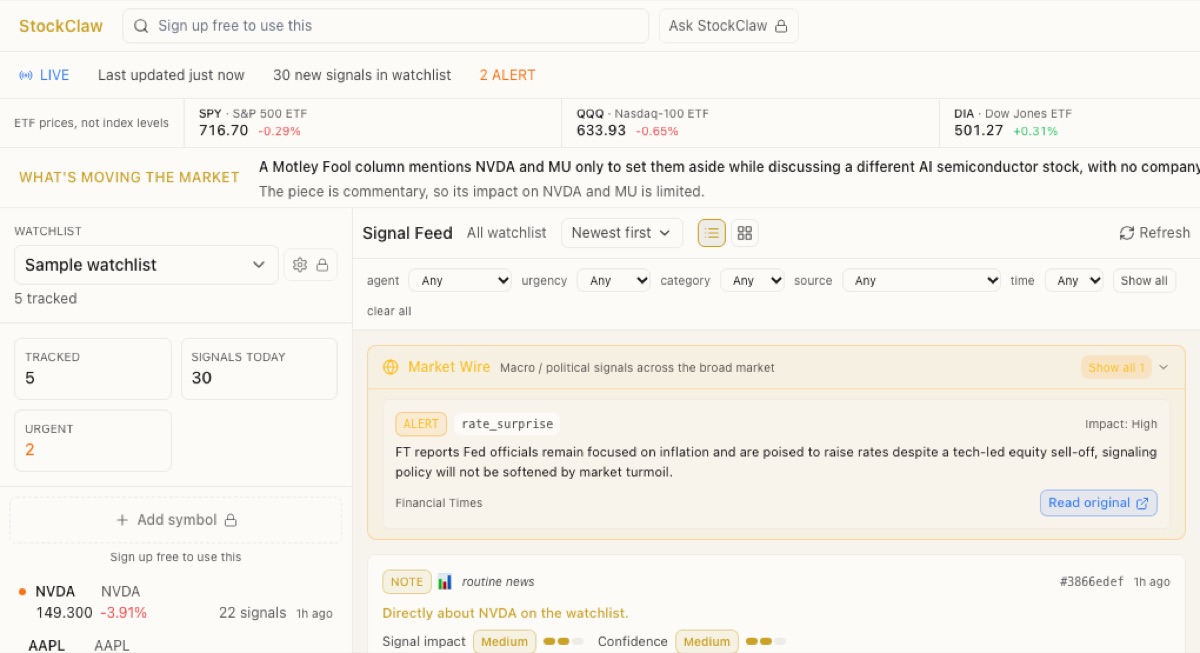 StockClaw
Sign up free to use this
Ask StockClaw
LIVE Last updated just now 30 new signals in watchlist 2 ALERT
ETF prices, not index levels
SPY · S&P 500 ETF
716.70 -0.29%
QQQ · Nasdaq-100 ETF
633.93 -0.65%
DIA · Dow Jones ETF
501.27 +0.31%
WHAT'S MOVING THE MARKET
A Motley Fool column mentions NVDA and MU only to set them aside while discussing a different AI semiconductor stock, with no company
The piece is commentary, so its impact on NVDA and MU is limited.
WATCHLIST
Sample watchlist
5 tracked
TRACKED
5
SIGNALS TODAY
30
URGENT
2
+ Add symbol
Sign up free to use this
NVDA NVDA
149.300 -3.91% 22 signals 1h ago
AAPL AAPL
Signal Feed All watchlist Newest first Refresh
agent Any urgency Any category Any source Any time Any Show all
clear all
Market Wire Macro / political signals across the broad market Show all 1
ALERT rate_surprise Impact: High
FT reports Fed officials remain focused on inflation and are poised to raise rates despite a tech-led equity sell-off, signaling
policy will not be softened by market turmoil.
Financial Times Read original
NOTE routine news #3866edef 1h ago
Directly about NVDA on the watchlist.
Signal impact Medium Confidence Medium